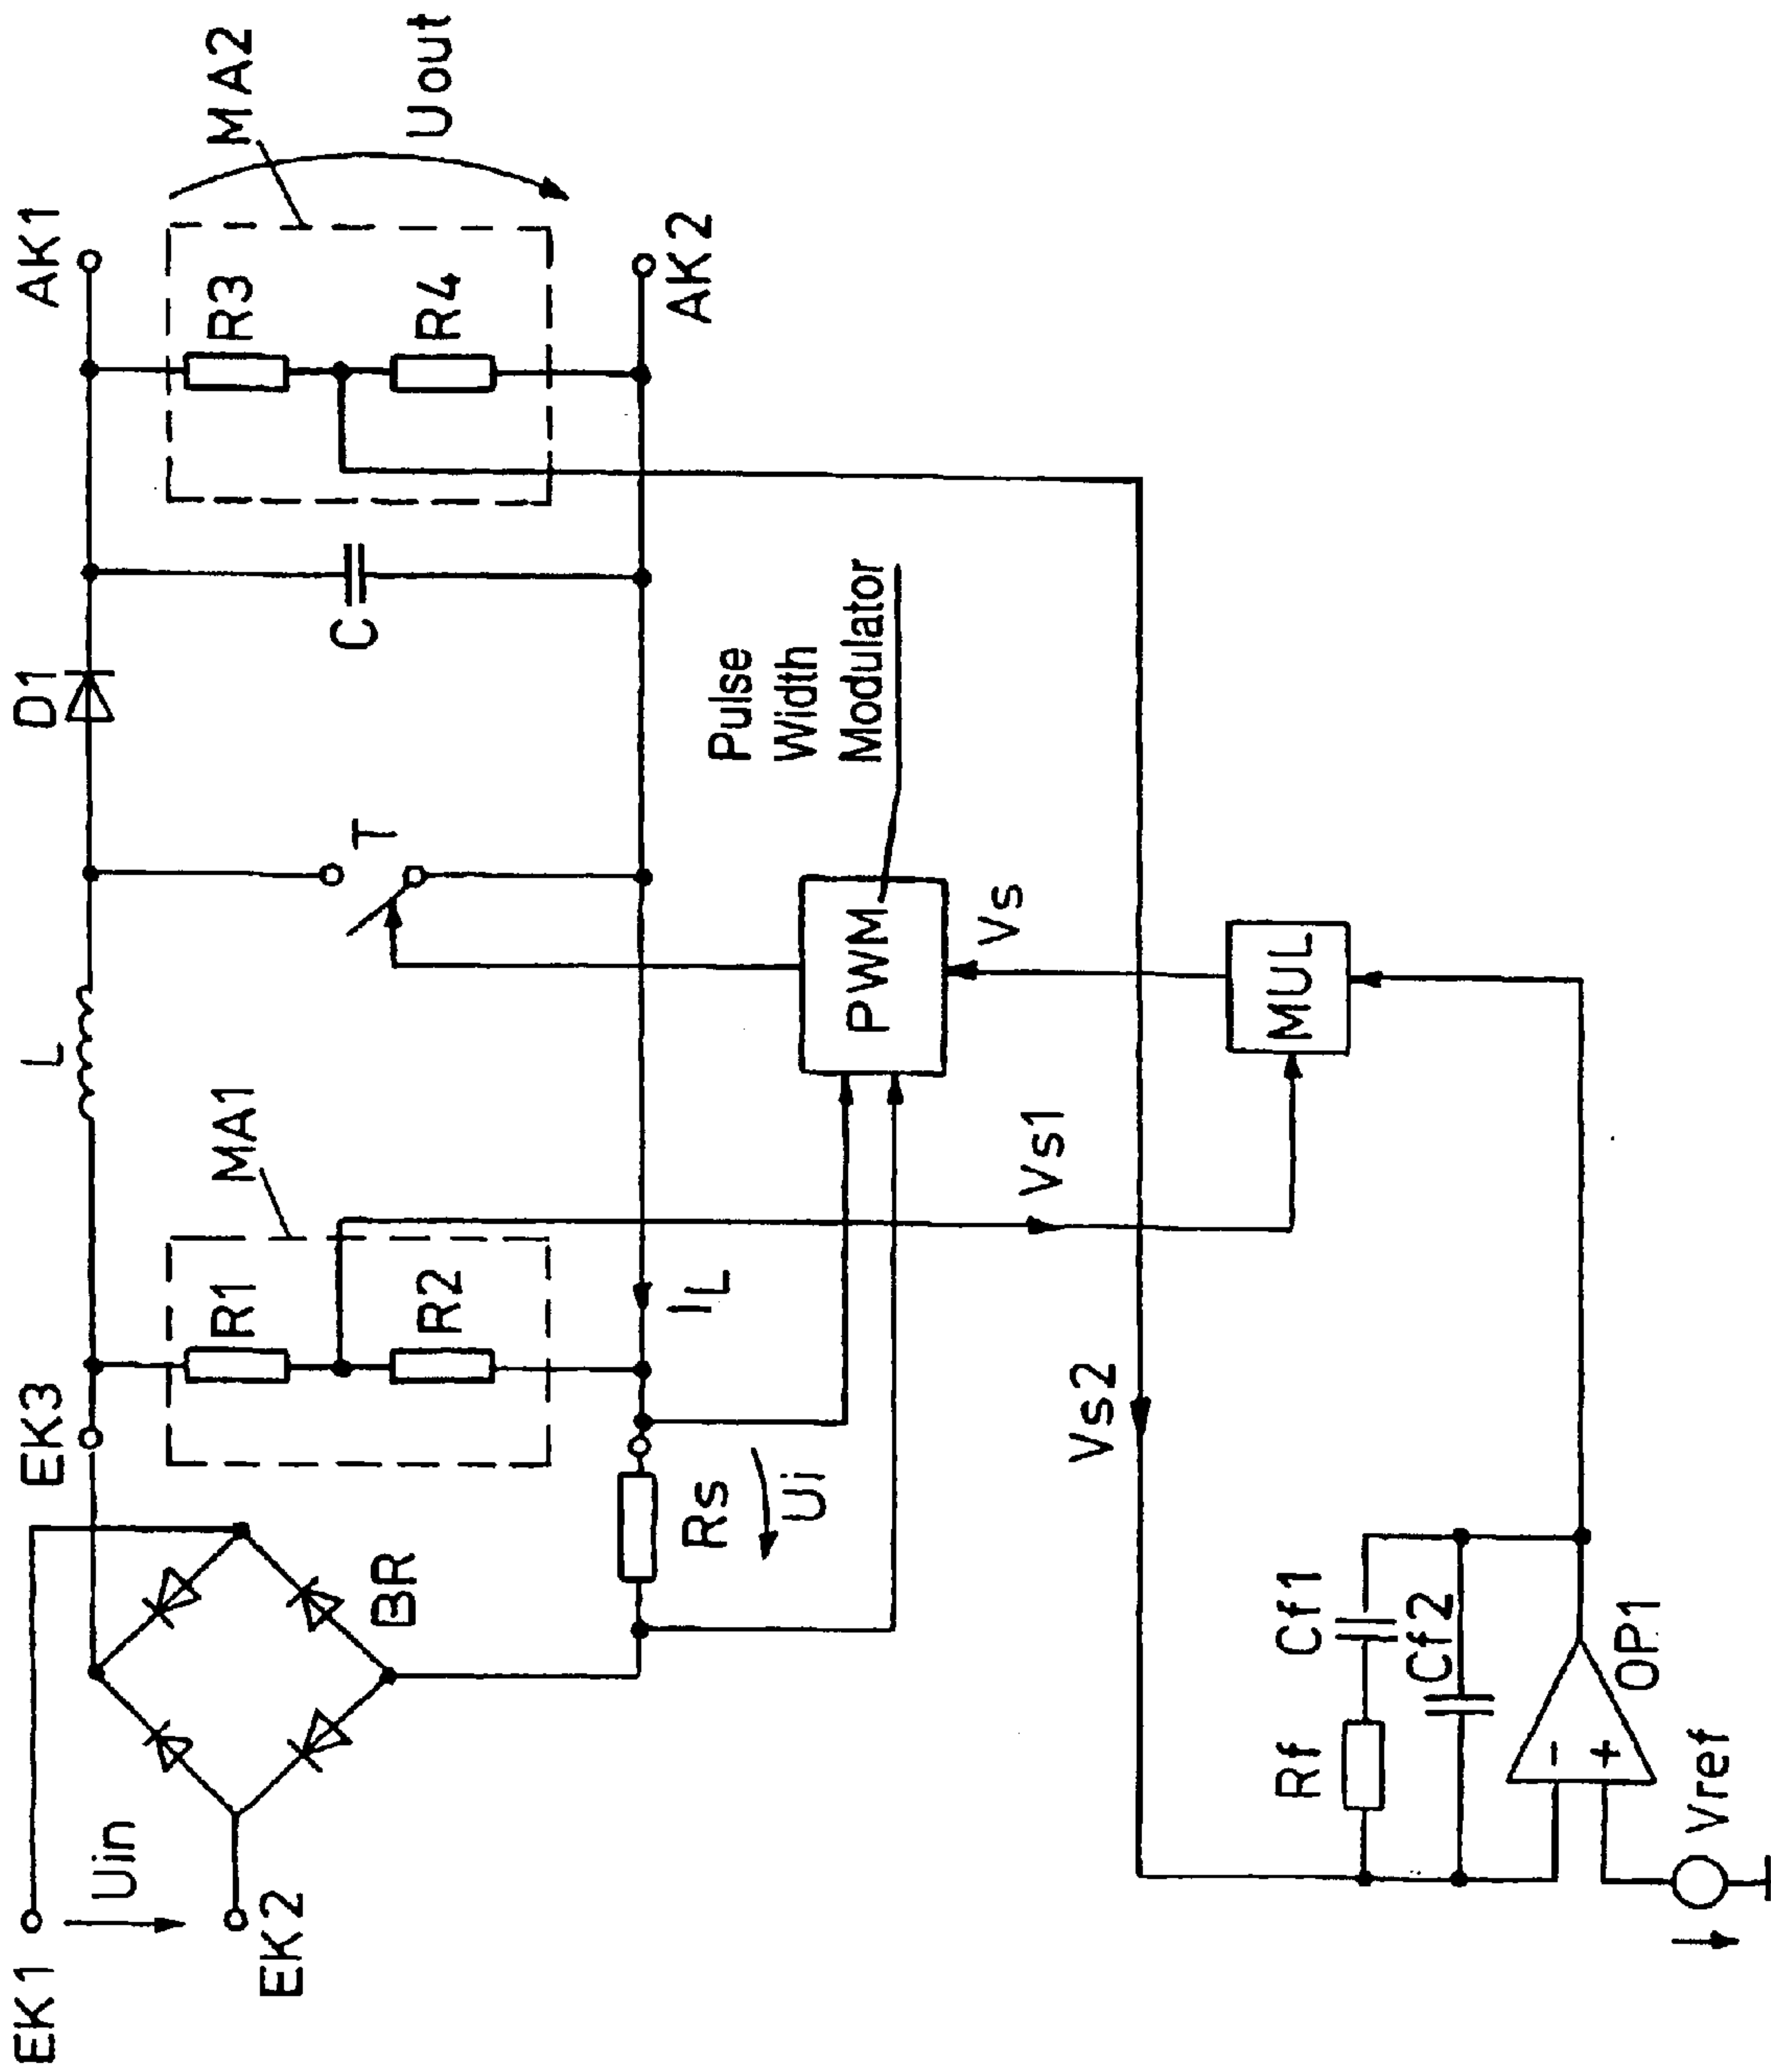 EK1
Uin
EK2
BR
EK3
MA1
R1
R2
L
D1
T
C
AK1
MA2
R3
R4
Uout
AK2
Rs
Ui
IL
PWM
Pulse
Width
Modulator
Vs
Vs1
Vs2
MUL
Rf
Cf1
Cf2
-
+
OP1
Vref